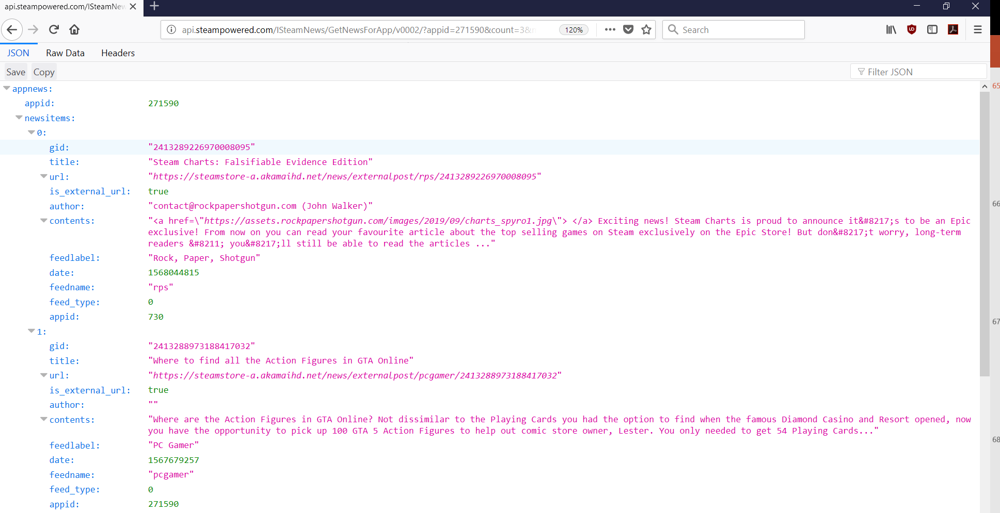 api.steampowered.com/ISteamNew
api.steampowered.com/ISteamNews/GetNewsForApp/v0002/?appid=271590&count=3&
120%
Search
JSON
Raw Data
Headers
Save
Copy
Filter JSON
appnews:
appid: 271590
newsitems:
0:
gid: "2413289226970008095"
title: "Steam Charts: Falsifiable Evidence Edition"
url: "https://steamstore-a.akamaihd.net/news/externalpost/rps/2413289226970008095"
is_external_url: true
author: "contact@rockpapershotgun.com (John Walker)"
contents: "<a href=\"https://assets.rockpapershotgun.com/images/2019/09/charts_spyro1.jpg\"> </a> Exciting news! Steam Charts is proud to announce it&#8217;s to be an Epic
exclusive! From now on you can read your favourite article about the top selling games on Steam exclusively on the Epic Store! But don&#8217;t worry, long-term
readers &#8211; you&#8217;ll still be able to read the articles ..."
feedlabel: "Rock, Paper, Shotgun"
date: 1568044815
feedname: "rps"
feed_type: 0
appid: 730
1:
gid: "2413288973188417032"
title: "Where to find all the Action Figures in GTA Online"
url: "https://steamstore-a.akamaihd.net/news/externalpost/pcgamer/2413288973188417032"
is_external_url: true
author: ""
contents: "Where are the Action Figures in GTA Online? Not dissimilar to the Playing Cards you had the option to find when the famous Diamond Casino and Resort opened, now
you have the opportunity to pick up 100 GTA 5 Action Figures to help out comic store owner, Lester. You only needed to get 54 Playing Cards..."
feedlabel: "PC Gamer"
date: 1567679257
feedname: "pcgamer"
feed_type: 0
appid: 271590
65
66
67
68